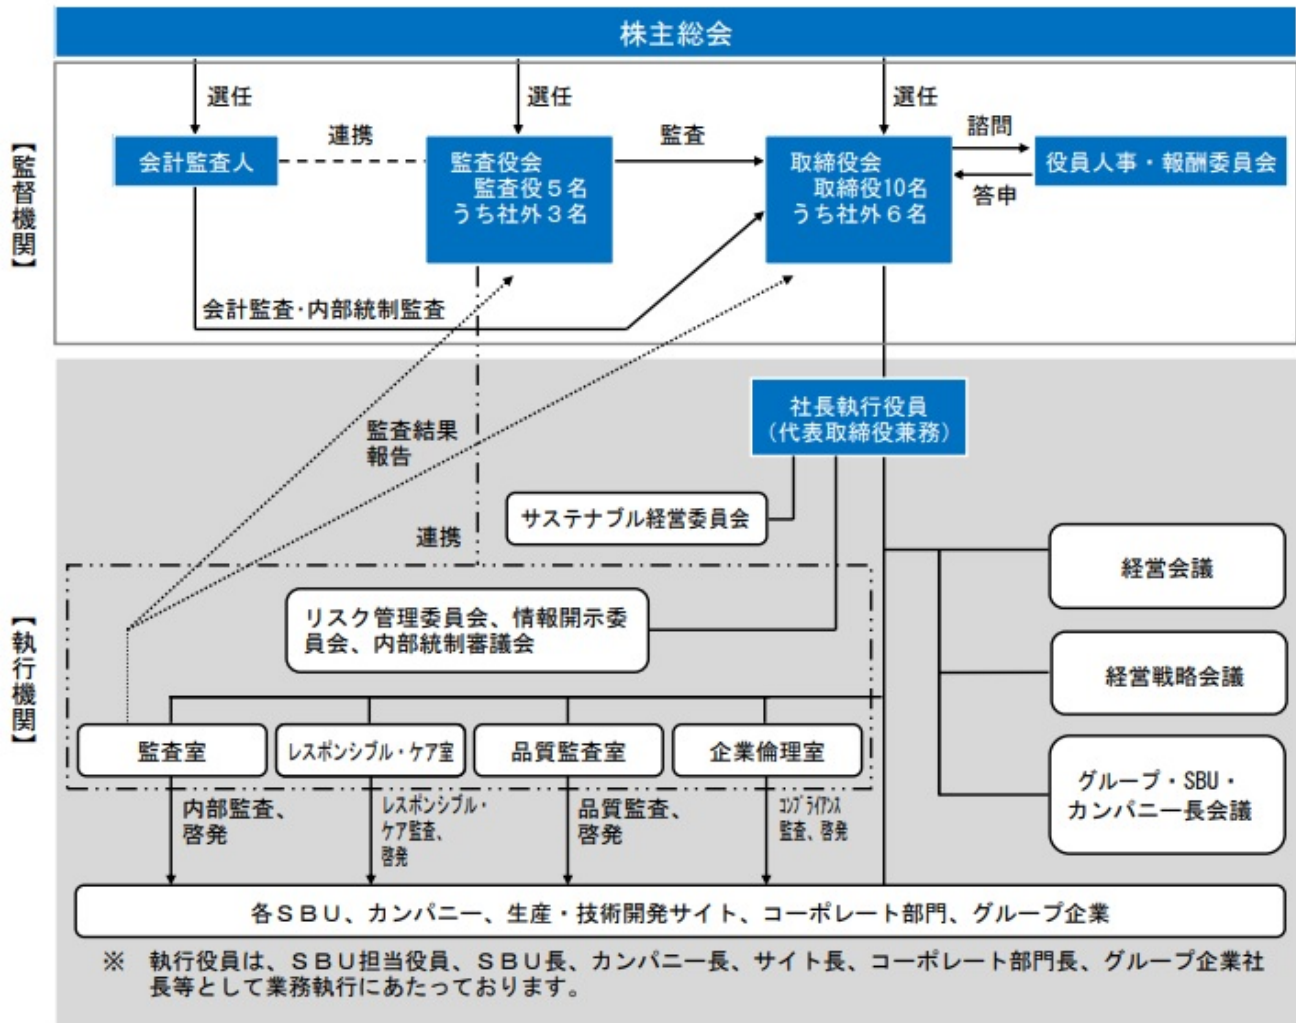 株主総会
選任
選任
選任
【監督機関】
会計監査人
連携
監査役会
監査役５名
うち社外３名
監査
取締役会
取締役10名
うち社外６名
諮問
答申
役員人事・報酬委員会
会計監査・内部統制監査
【執行機関】
社長執行役員
（代表取締役兼務）
監査結果
報告
サステナブル経営委員会
連携
経営会議
リスク管理委員会、情報開示委
員会、内部統制審議会
経営戦略会議
監査室
レスポンシブル・ケア室
品質監査室
企業倫理室
グループ・SBU・
カンパニー長会議
内部監査、
啓発
レスポンシブル・
ケア監査、
啓発
品質監査、
啓発
コンプライアンス
監査、啓発
各ＳＢＵ、カンパニー、生産・技術開発サイト、コーポレート部門、グループ企業
※　執行役員は、ＳＢＵ担当役員、ＳＢＵ長、カンパニー長、サイト長、コーポレート部門長、グループ企業社
長等として業務執行にあたっております。